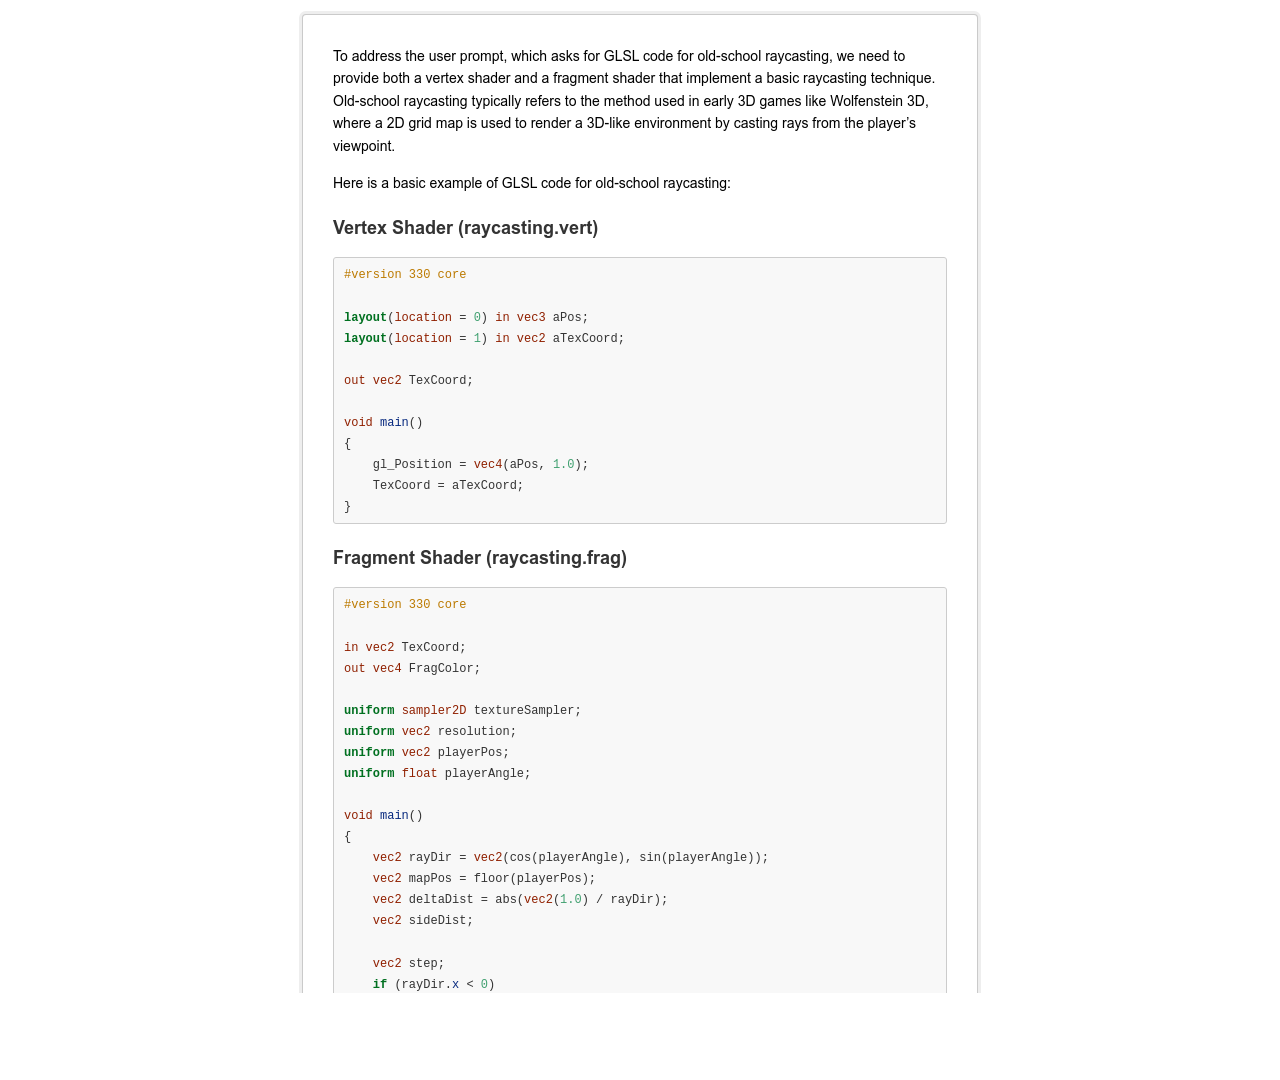 To address the user prompt, which asks for GLSL code for old-school raycasting, we need to
provide both a vertex shader and a fragment shader that implement a basic raycasting technique.
Old-school raycasting typically refers to the method used in early 3D games like Wolfenstein 3D,
where a 2D grid map is used to render a 3D-like environment by casting rays from the player’s
viewpoint.
Here is a basic example of GLSL code for old-school raycasting:
Vertex Shader (raycasting.vert)
#version 330 core
layout(location = 0) in vec3 aPos;
layout(location = 1) in vec2 aTexCoord;
out vec2 TexCoord;
void main()
{
    gl_Position = vec4(aPos, 1.0);
    TexCoord = aTexCoord;
}
Fragment Shader (raycasting.frag)
#version 330 core
in vec2 TexCoord;
out vec4 FragColor;
uniform sampler2D textureSampler;
uniform vec2 resolution;
uniform vec2 playerPos;
uniform float playerAngle;
void main()
{
    vec2 rayDir = vec2(cos(playerAngle), sin(playerAngle));
    vec2 mapPos = floor(playerPos);
    vec2 deltaDist = abs(vec2(1.0) / rayDir);
    vec2 sideDist;
    vec2 step;
    if (rayDir.x < 0)